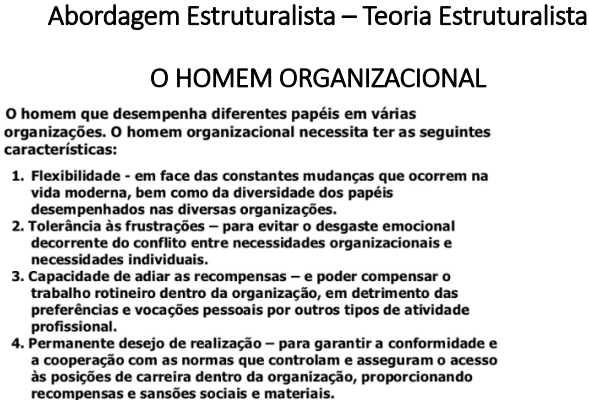 Abordagem Estruturalista – Teoria Estruturalista
O HOMEM ORGANIZACIONAL
O homem que desempenha diferentes papéis em várias
organizações. O homem organizacional necessita ter as seguintes
características:
1. Flexibilidade - em face das constantes mudanças que ocorrem na
vida moderna, bem como da diversidade dos papéis
desempenhados nas diversas organizações.
2. Tolerância às frustrações – para evitar o desgaste emocional
decorrente do conflito entre necessidades organizacionais e
necessidades individuais.
3. Capacidade de adiar as recompensas – e poder compensar o
trabalho rotineiro dentro da organização, em detrimento das
preferências e vocações pessoais por outros tipos de atividade
profissional.
4. Permanente desejo de realização – para garantir a conformidade e
a cooperação com as normas que controlam e asseguram o acesso
às posições de carreira dentro da organização, proporcionando
recompensas e sansões sociais e materiais.